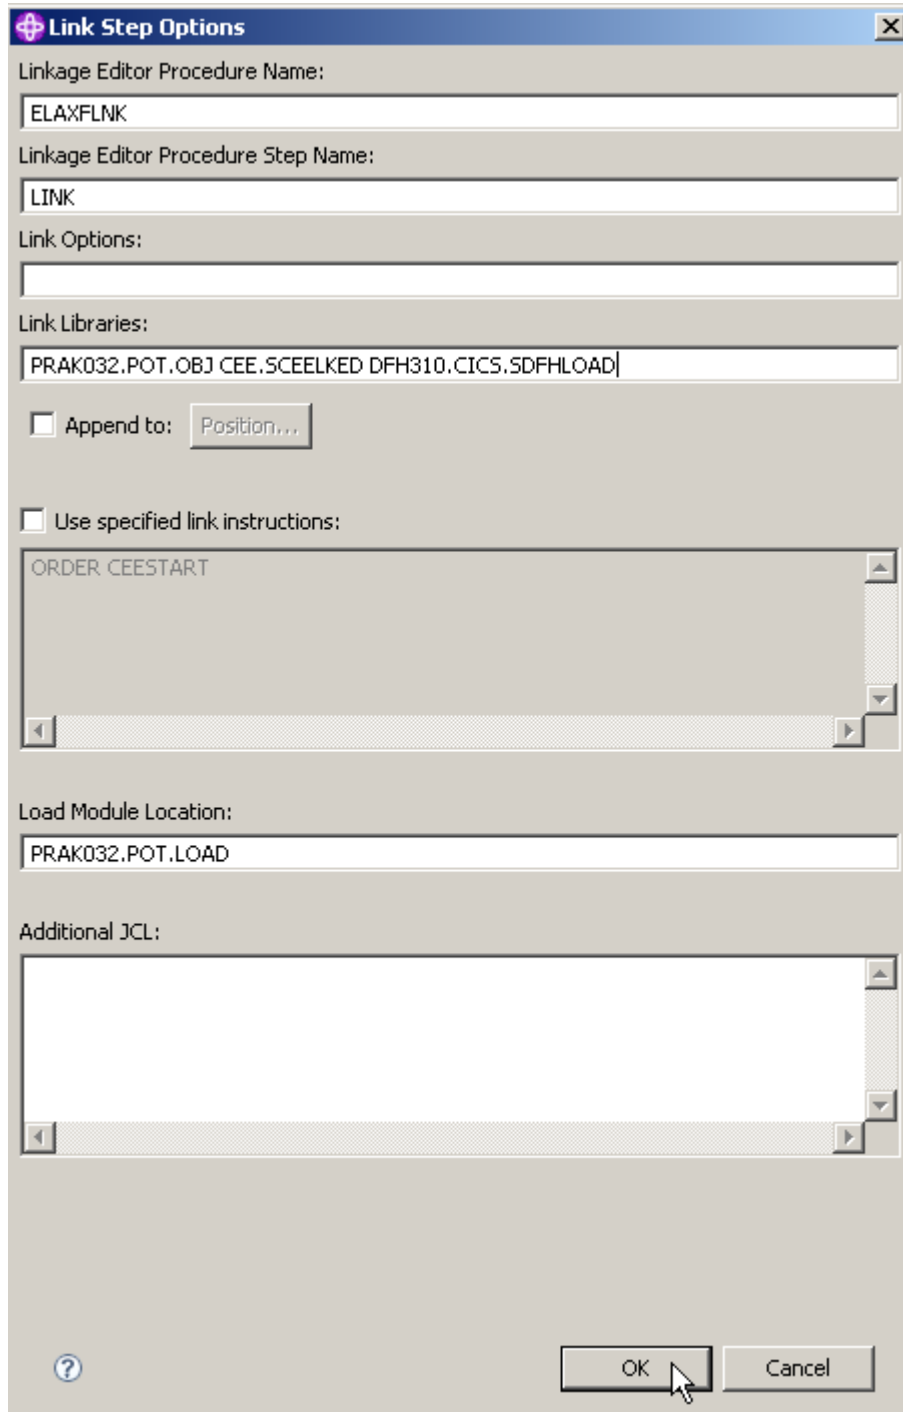 Link Step Options
Linkage Editor Procedure Name:
ELAXFLNK
Linkage Editor Procedure Step Name:
LINK
Link Options:
Link Libraries:
PRAK032.POT.OBJ CEE.SCEELKED DFH310.CICS.SDFHLOAD
Append to: Position...
Use specified link instructions:
ORDER CEESTART
Load Module Location:
PRAK032.POT.LOAD
Additional JCL:
OK Cancel